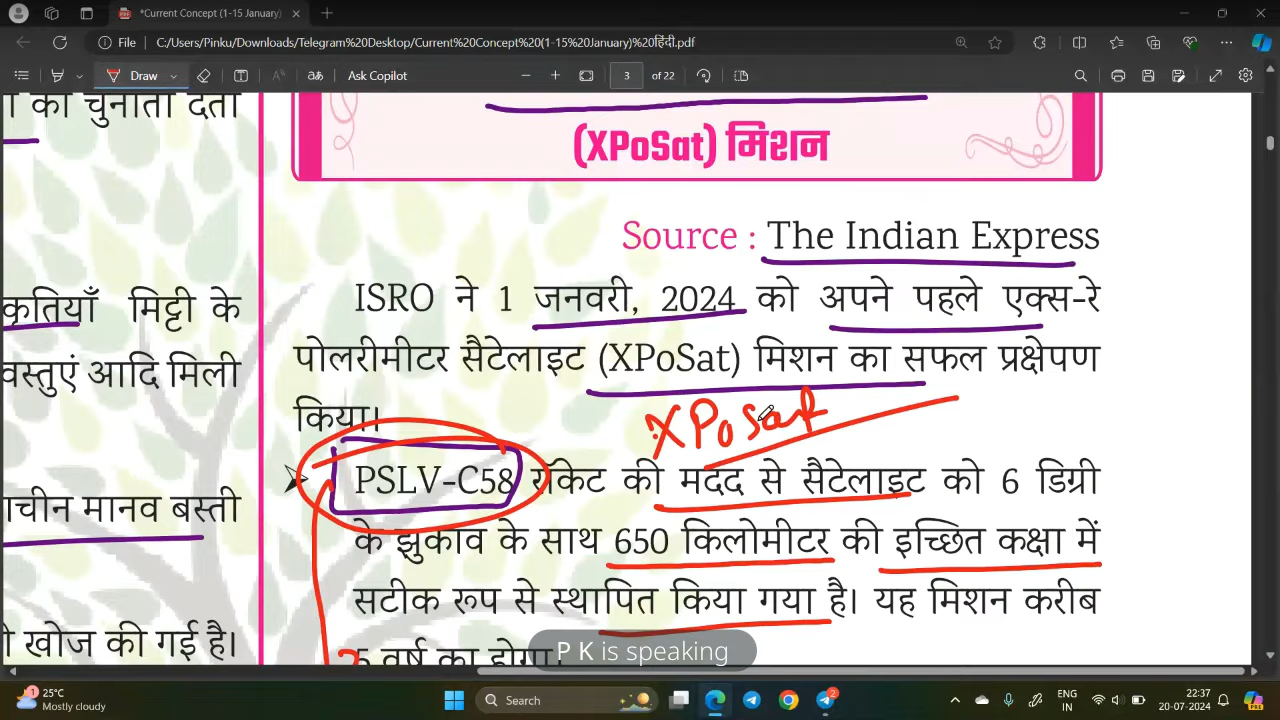 *Current Concept (1-15 January)
File C:/Users/Pinku/Downloads/Telegram%20Desktop/Current%20Concept%20(1-15%20January)%20हिंदी.pdf
Draw Ask Copilot 3 of 22
को चुनौती देता
(XPoSat) मिशन
Source : The Indian Express
ISRO ने 1 जनवरी, 2024 को अपने पहले एक्स-रे
कृतियाँ मिट्टी के
पोलरीमीटर सैटेलाइट (XPoSat) मिशन का सफल प्रक्षेपण
वस्तुएं आदि मिली
किया।
XPoSat
PSLV-C58 रॉकेट की मदद से सैटेलाइट को 6 डिग्री
चीन मानव बस्ती
के झुकाव के साथ 650 किलोमीटर की इच्छित कक्षा में
सटीक रूप से स्थापित किया गया है। यह मिशन करीब
खोज की गई है।
5 वर्ष का होगा
P K is speaking
25°C
Mostly cloudy
Search
ENG
IN
22:37
20-07-2024